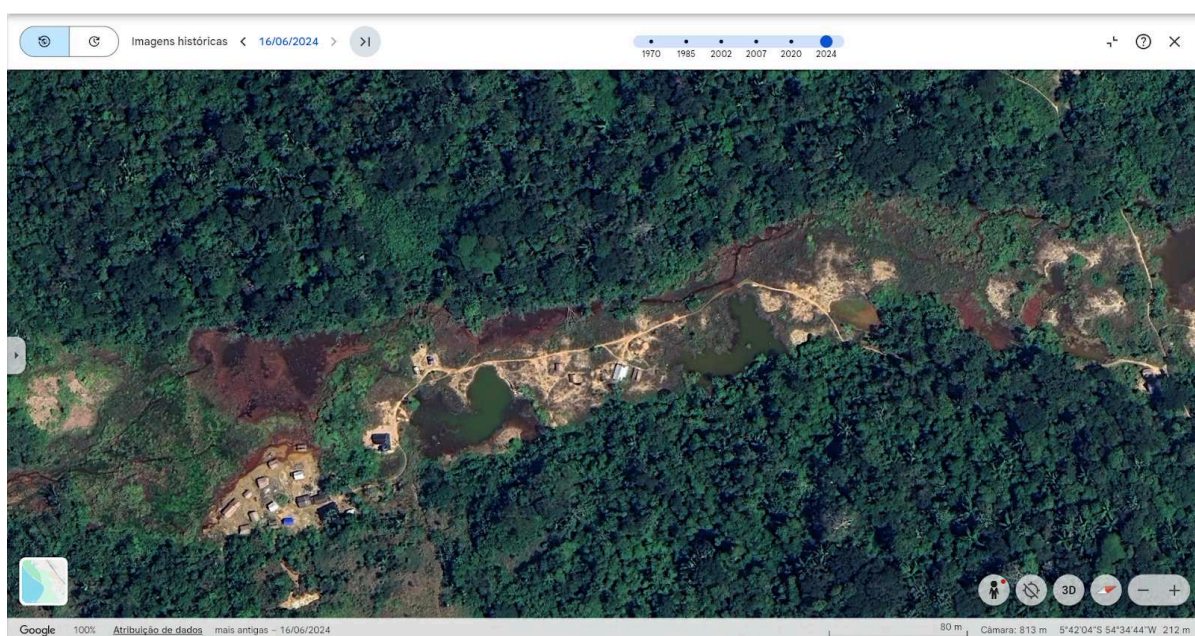 Imagens históricas < 16/06/2024 > >|
1970 1985 2002 2007 2020 2024
3D
Google 100% Atribuição de dados mais antigas – 16/06/2024 80 m Câmara: 813 m 5°42'04"S 54°34'44"W 212 m